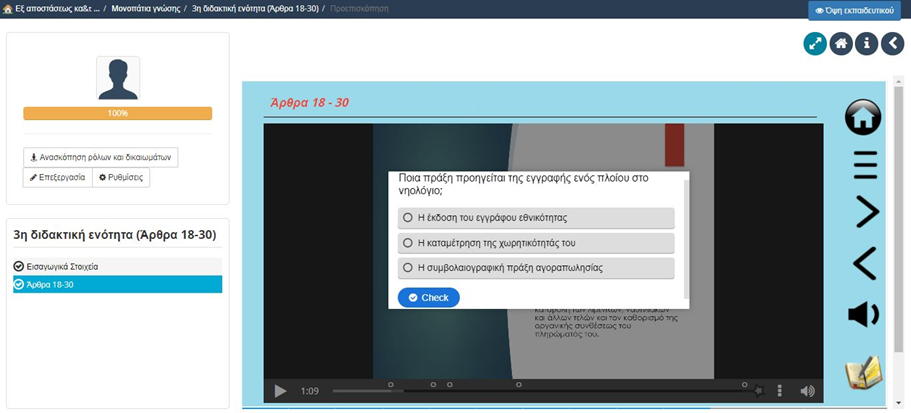 Εξ αποστάσεως κα&τ ... / Μονοπάτια γνώσης / 3η διδακτική ενότητα (Άρθρα 18-30) / Προεπισκόπηση
Όψη εκπαιδευτικού
100%
Ανασκόπηση ρόλων και δικαιωμάτων
Επεξεργασία
Ρυθμίσεις
3η διδακτική ενότητα (Άρθρα 18-30)
Εισαγωγικά Στοιχεία
Άρθρα 18-30
Άρθρα 18 - 30
Ποια πράξη προηγείται της εγγραφής ενός πλοίου στο
νηολόγιο;
Η έκδοση του εγγράφου εθνικότητας
Η καταμέτρηση της χωρητικότητάς του
Η συμβολαιογραφική πράξη αγοραπωλησίας
Check
και άλλων τελών και τον καθορισμό της
οργανικής συνθέσεως του
πληρώματός του.
1:09